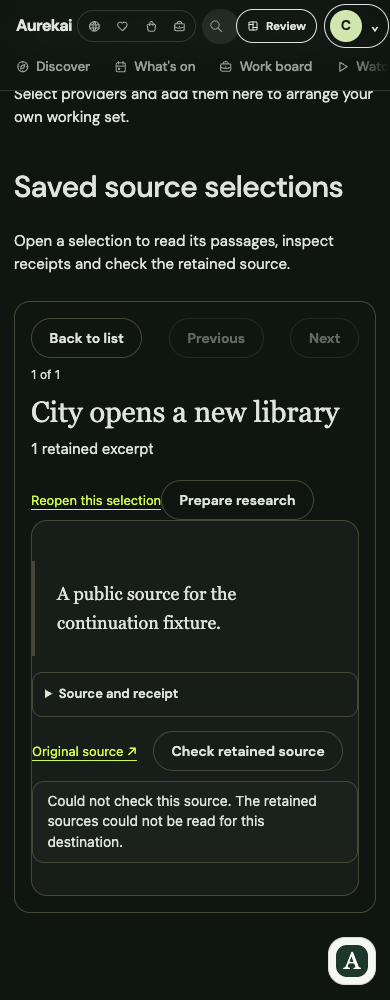 Aurekai
Review
C
Discover
What's on
Work board
Watc
Select providers and add them here to arrange your
own working set.
Saved source selections
Open a selection to read its passages, inspect
receipts and check the retained source.
Back to list
Previous
Next
1 of 1
City opens a new library
1 retained excerpt
Reopen this selection
Prepare research
A public source for the
continuation fixture.
Source and receipt
Original source ↗
Check retained source
Could not check this source. The retained
sources could not be read for this
destination.
A